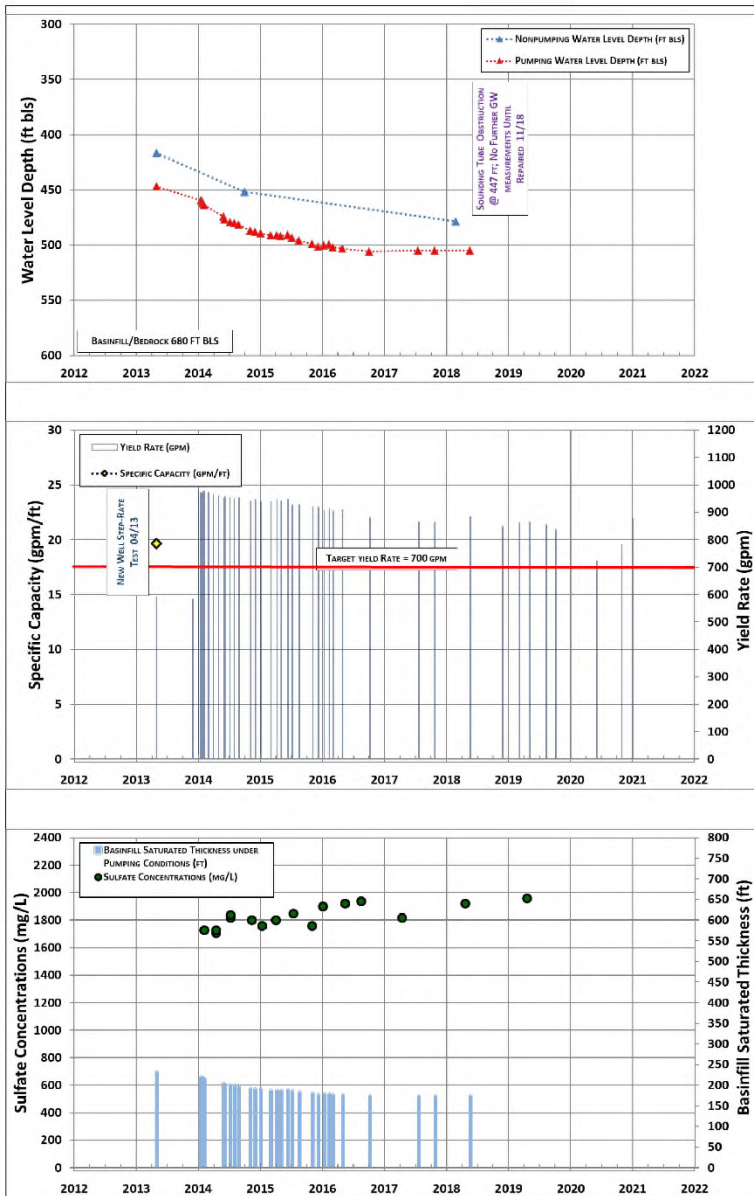 300
350
400
450
500
550
600
Water Level Depth (ft bls)
Nonpumping Water Level Depth (ft bls)
Pumping Water Level Depth (ft bls)
Sounding Tube Obstruction
@ 447 ft; No Further GW
measurements Until
Repaired 11/18
Basinfill/Bedrock 680 ft bls
2012 2013 2014 2015 2016 2017 2018 2019 2020 2021 2022
30
25
20
15
10
5
0
Specific Capacity (gpm/ft)
Yield Rate (gpm)
Specific Capacity (gpm/ft)
New Well Step-Rate
Test 04/13
Target yield Rate = 700 gpm
1200
1100
1000
900
800
700
600
500
400
300
200
100
0
Yield Rate (gpm)
2012 2013 2014 2015 2016 2017 2018 2019 2020 2021 2022
2400
2200
2000
1800
1600
1400
1200
1000
800
600
400
200
0
Sulfate Concentrations (mg/L)
Basinfill Saturated Thickness under
Pumping Conditions (ft)
Sulfate Concentrations (mg/L)
800
750
700
650
600
550
500
450
400
350
300
250
200
150
100
50
0
Basinfill Saturated Thickness (ft)
2012 2013 2014 2015 2016 2017 2018 2019 2020 2021 2022